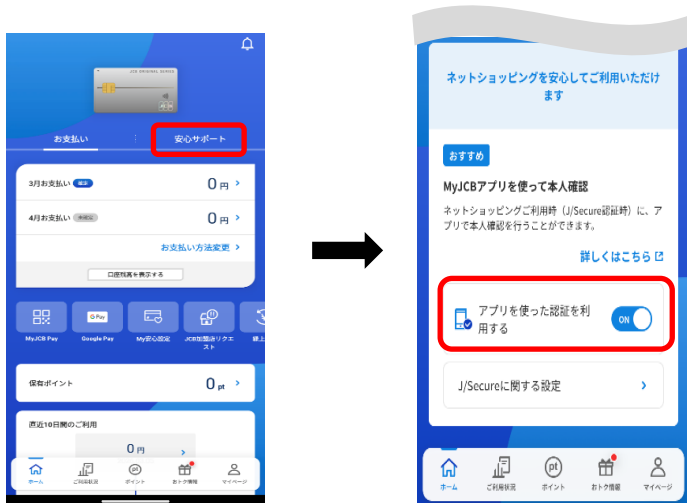 JCB ORIGINAL SERIES
お支払い
安心サポート
3月お支払い 確定
0 円
4月お支払い 未確定
0 円
お支払い方法変更
口座残高を表示する
G Pay
MyJCB Pay
Google Pay
My安心設定
JCB加盟店リクエ
スト
繰上
保有ポイント
0 pt
直近10日間のご利用
0 円
ホーム
ご利用状況
pt
ポイント
おトク情報
マイページ
ネットショッピングを安心してご利用いただけ
ます
おすすめ
MyJCBアプリを使って本人確認
ネットショッピングご利用時(J/Secure認証時)に、ア
プリで本人確認を行うことができます。
詳しくはこちら
アプリを使った認証を利
用する
ON
J/Secureに関する設定
ホーム
ご利用状況
pt
ポイント
おトク情報
マイページ